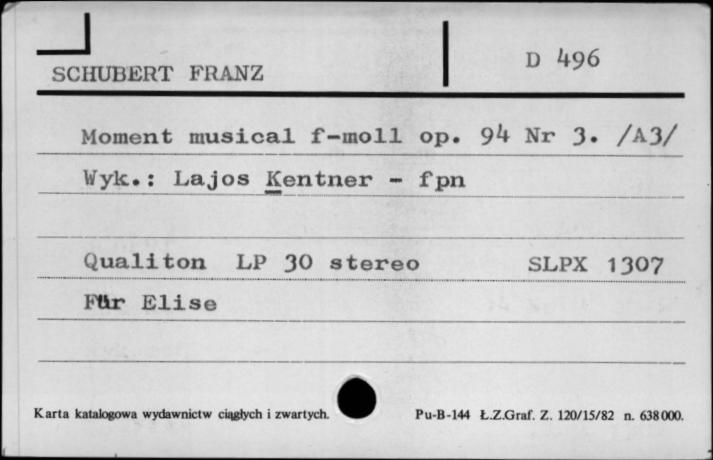 SCHUBERT FRANZ
D 496
Moment musical f-moll op. 94 Nr 3. /A3/
Wyk.: Lajos Kentner - fpn
Qualiton LP 30 stereo SLPX 1307
Für Elise
Karta katalogowa wydawnictw ciągłych i zwartych.
Pu-B-144 Ł.Z.Graf. Z. 120/15/82 n. 638000.